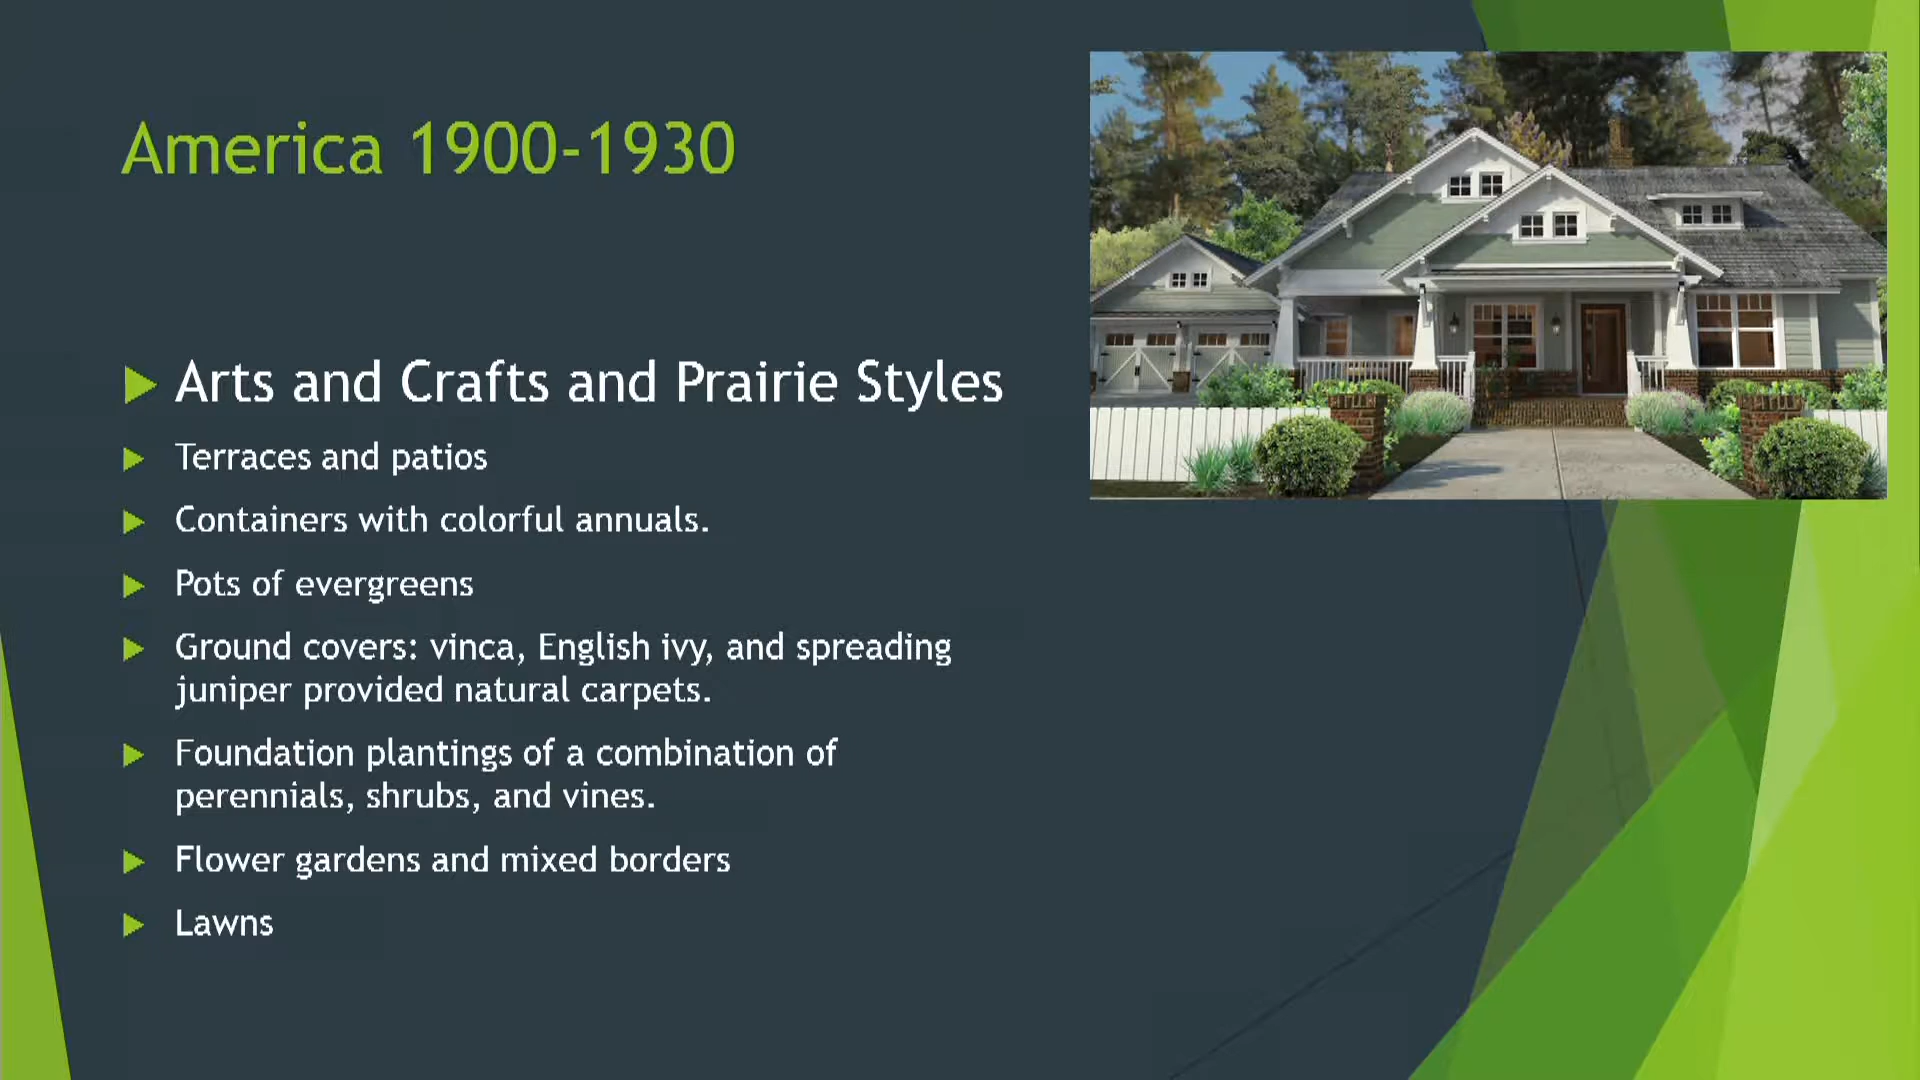 America 1900-1930
Arts and Crafts and Prairie Styles
Terraces and patios
Containers with colorful annuals.
Pots of evergreens
Ground covers: vinca, English ivy, and spreading
juniper provided natural carpets.
Foundation plantings of a combination of
perennials, shrubs, and vines.
Flower gardens and mixed borders
Lawns